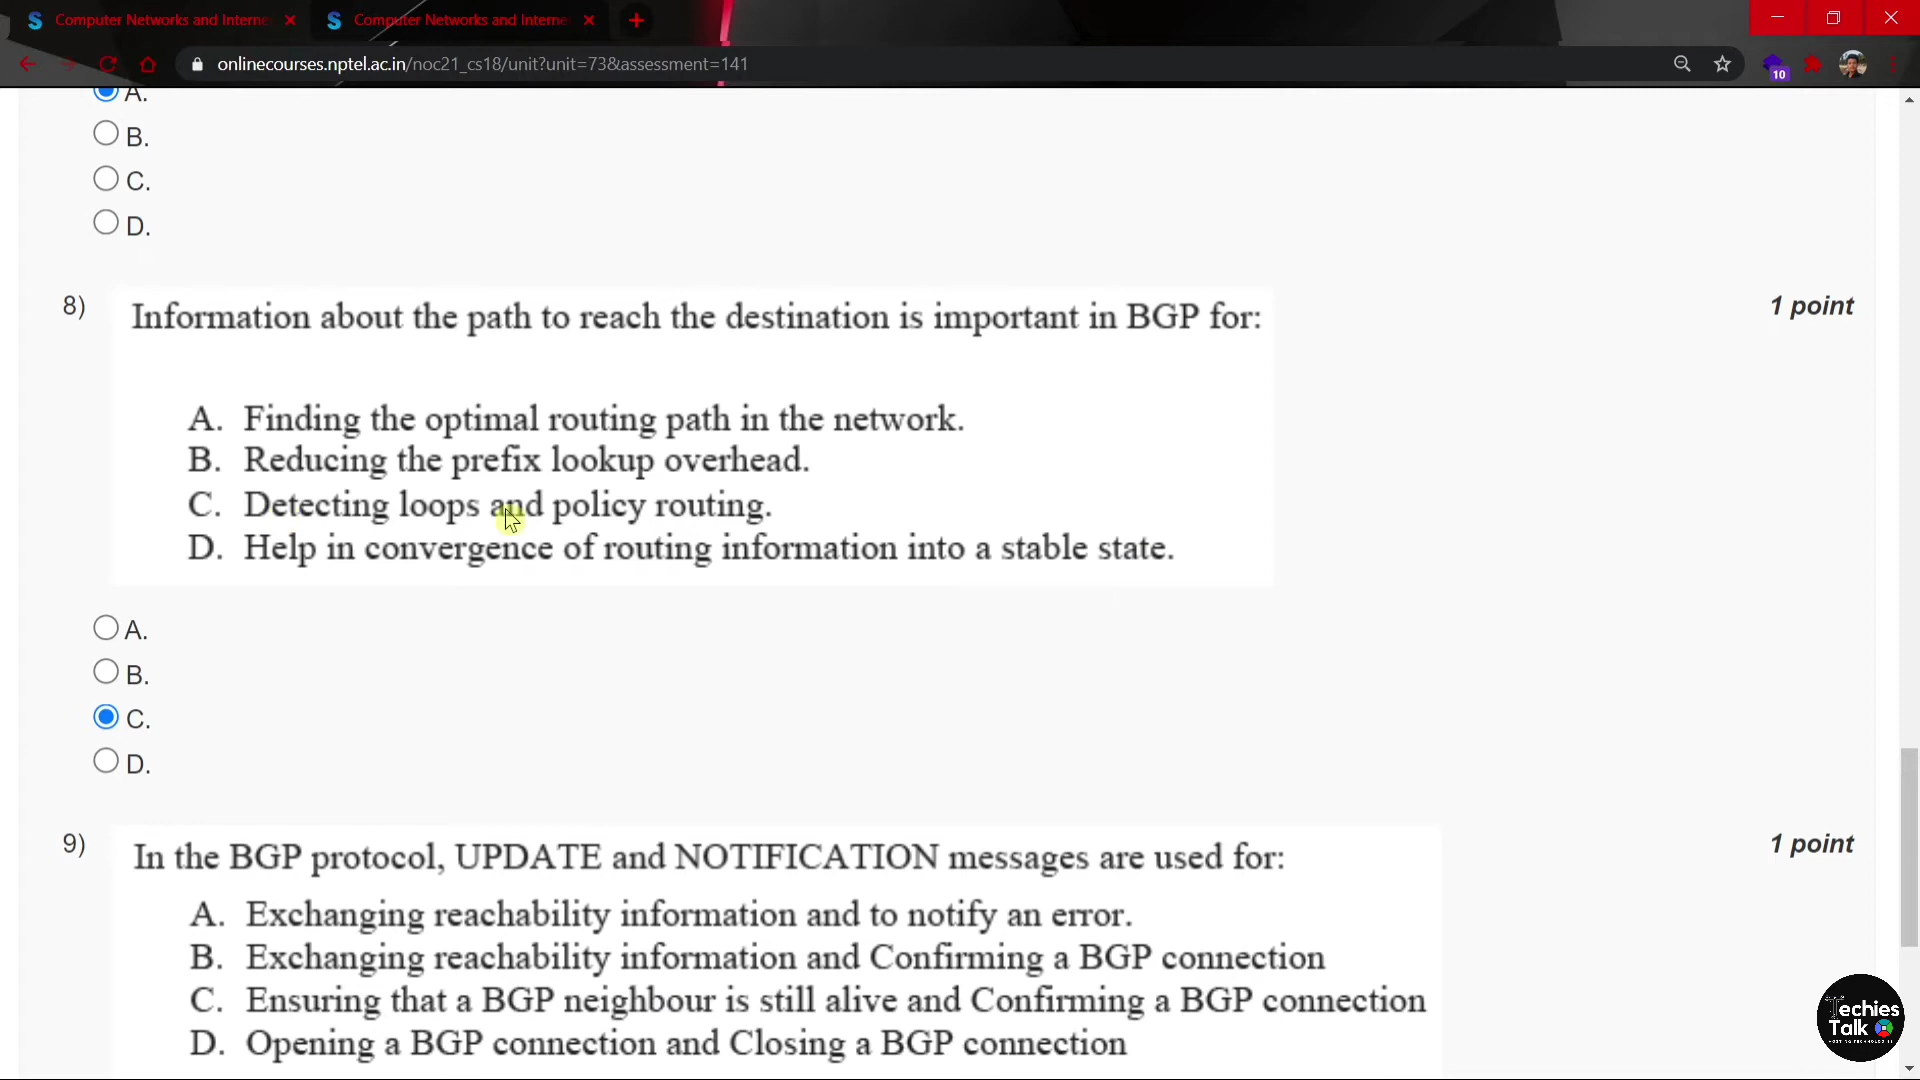 Computer Networks and Interne
Computer Networks and Interne
onlinecourses.nptel.ac.in/noc21_cs18/unit?unit=73&assessment=141
10
A.
B.
C.
D.
8) Information about the path to reach the destination is important in BGP for: 1 point
A. Finding the optimal routing path in the network.
B. Reducing the prefix lookup overhead.
C. Detecting loops and policy routing.
D. Help in convergence of routing information into a stable state.
A.
B.
C.
D.
9) In the BGP protocol, UPDATE and NOTIFICATION messages are used for: 1 point
A. Exchanging reachability information and to notify an error.
B. Exchanging reachability information and Confirming a BGP connection
C. Ensuring that a BGP neighbour is still alive and Confirming a BGP connection
D. Opening a BGP connection and Closing a BGP connection
Techies
Talk